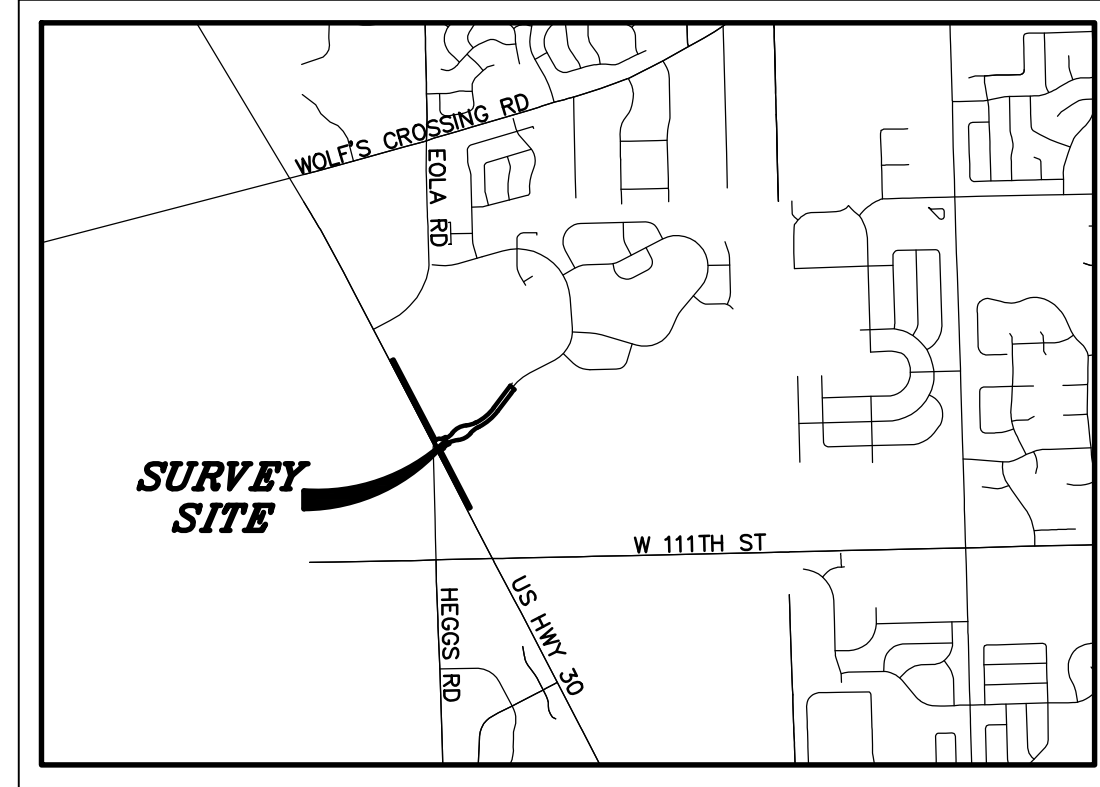 WOLF'S CROSSING RD
EOLA RD
SURVEY
SITE
W 111TH ST
HEGGS RD
US HWY 30